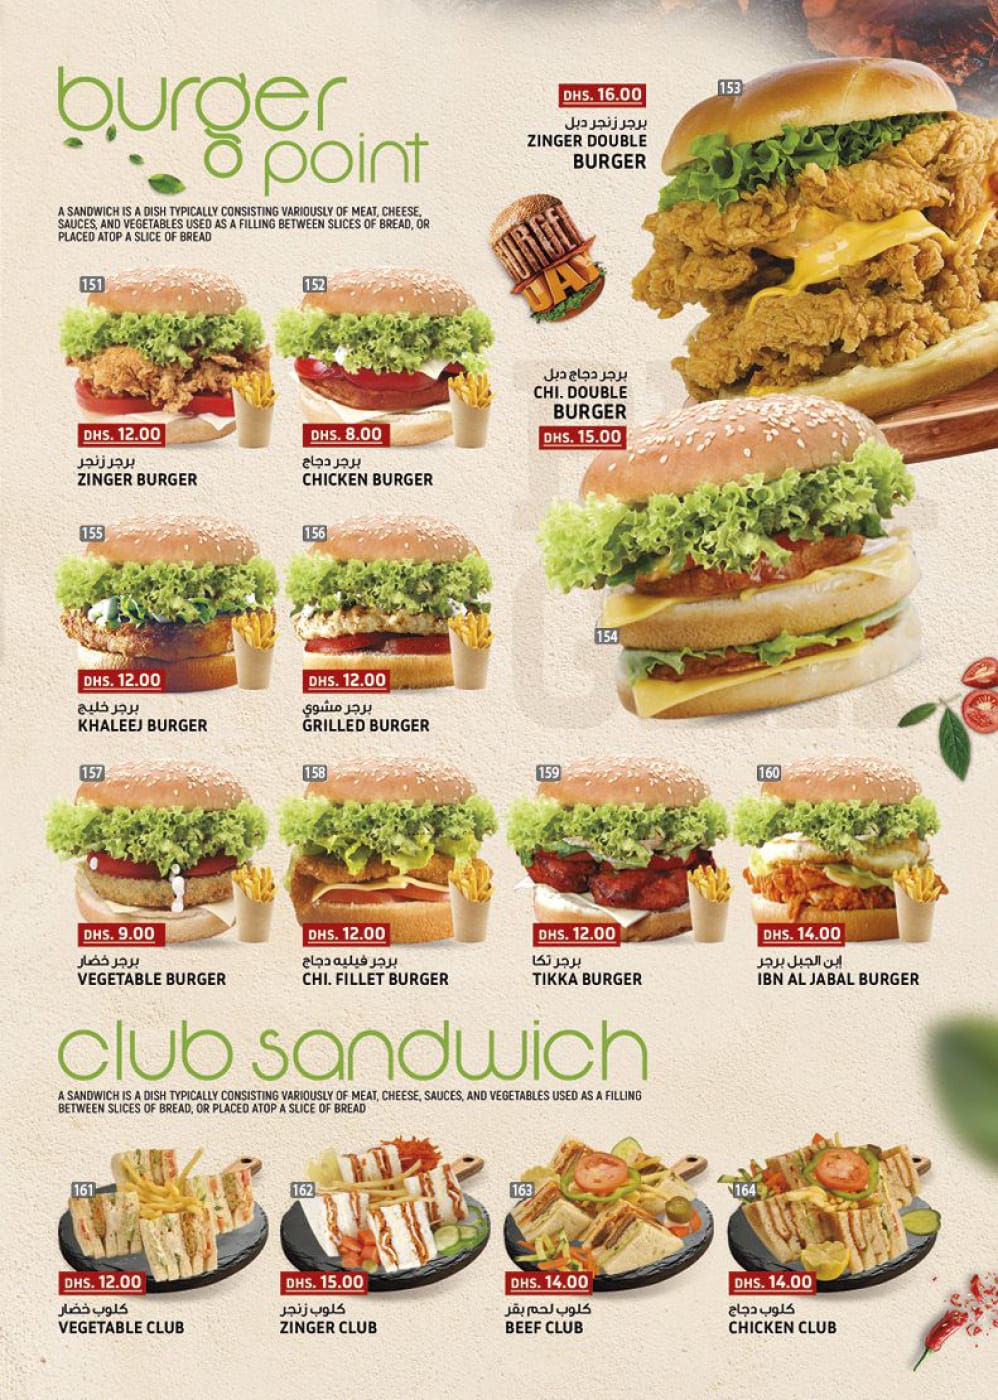 burger
point
A SANDWICH IS A DISH TYPICALLY CONSISTING VARIOUSLY OF MEAT, CHEESE,
SAUCES, AND VEGETABLES USED AS A FILLING BETWEEN SLICES OF BREAD, OR
PLACED ATOP A SLICE OF BREAD
DHS. 16.00
153
برجر زنجر دبل
ZINGER DOUBLE
BURGER
BURGER
DAY
151
DHS. 12.00
برجر زنجر
ZINGER BURGER
152
DHS. 8.00
برجر دجاج
CHICKEN BURGER
برجر دجاج دبل
CHI. DOUBLE
BURGER
DHS. 15.00
154
155
DHS. 12.00
برجر خليج
KHALEEJ BURGER
156
DHS. 12.00
برجر مشوي
GRILLED BURGER
157
DHS. 9.00
برجر خضار
VEGETABLE BURGER
158
DHS. 12.00
برجر فيليه دجاج
CHI. FILLET BURGER
159
DHS. 12.00
برجر تكا
TIKKA BURGER
160
DHS. 14.00
إبن الجبل برجر
IBN AL JABAL BURGER
club sandwich
A SANDWICH IS A DISH TYPICALLY CONSISTING VARIOUSLY OF MEAT, CHEESE, SAUCES, AND VEGETABLES USED AS A FILLING
BETWEEN SLICES OF BREAD, OR PLACED ATOP A SLICE OF BREAD
161
DHS. 12.00
كلوب خضار
VEGETABLE CLUB
162
DHS. 15.00
كلوب زنجر
ZINGER CLUB
163
DHS. 14.00
كلوب لحم بقر
BEEF CLUB
164
DHS. 14.00
كلوب دجاج
CHICKEN CLUB